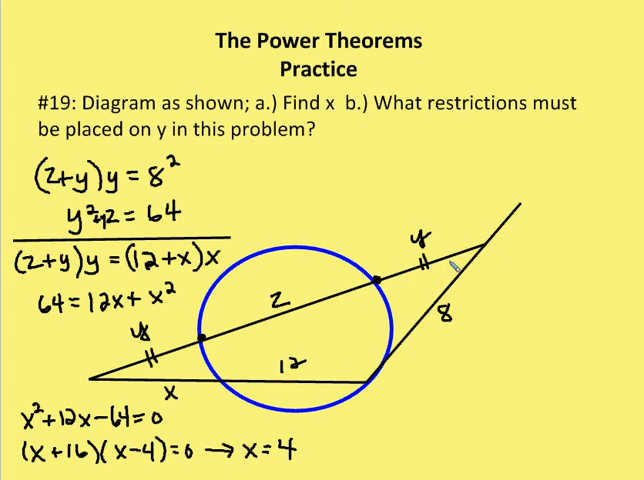 The Power Theorems
Practice
#19: Diagram as shown; a.) Find x b.) What restrictions must
be placed on y in this problem?
(z+y)y = 8²
y²+yz = 64
(z+y)y = (12+x)x
64 = 12x + x²
y
z
y
8
12
x
x² + 12x - 64 = 0
(x+16)(x-4) = 0 → x = 4